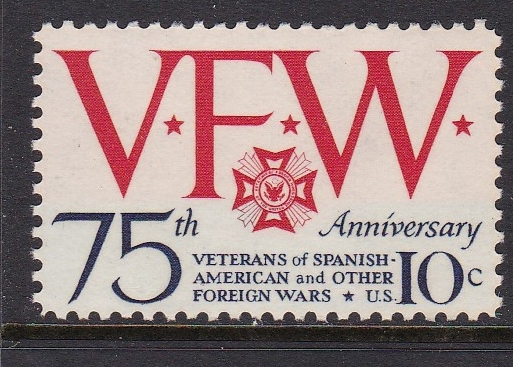 V★F★W★
75th Anniversary
VETERANS of SPANISH-
AMERICAN and OTHER
FOREIGN WARS ★ U.S. 10c